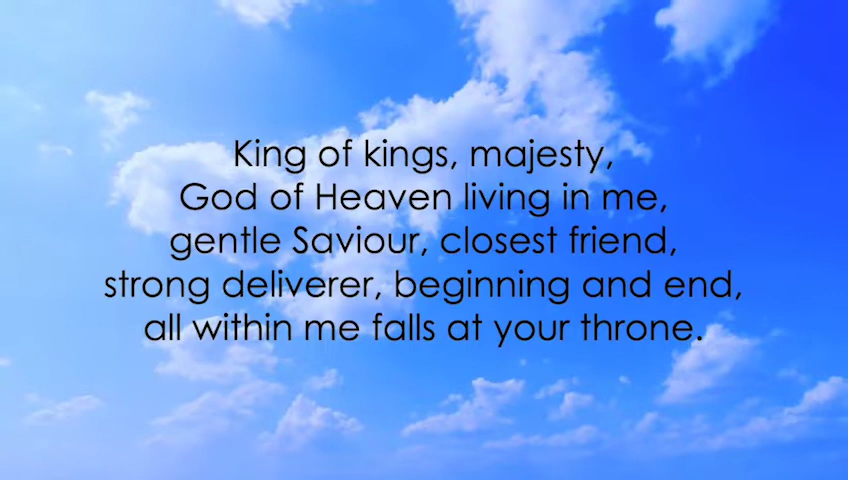 King of kings, majesty,
God of Heaven living in me,
gentle Saviour, closest friend,
strong deliverer, beginning and end,
all within me falls at your throne.